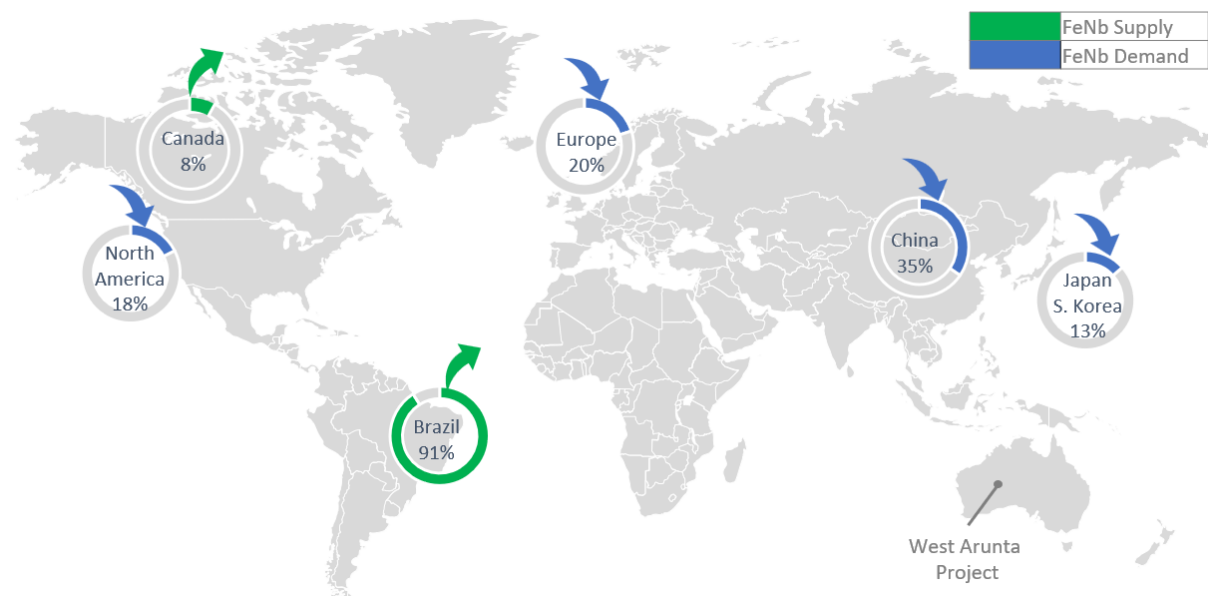 FeNb Supply
FeNb Demand
Canada
8%
Europe
20%
North
America
18%
China
35%
Japan
S. Korea
13%
Brazil
91%
West Arunta
Project